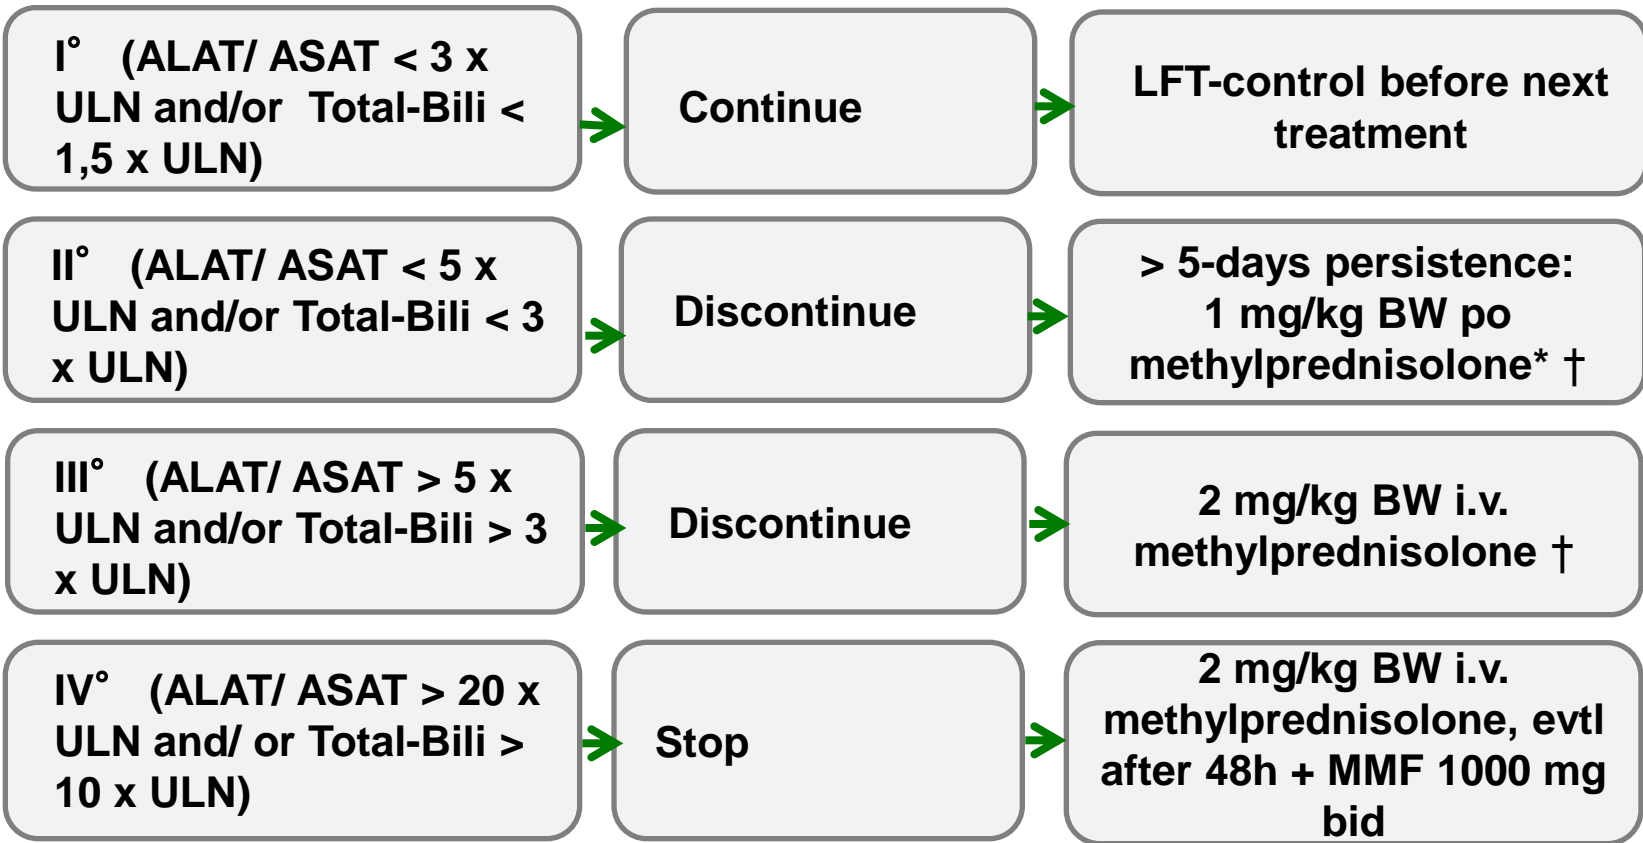 I° (ALAT/ ASAT < 3 x
ULN and/or Total-Bili <
1,5 x ULN)
Continue
LFT-control before next
treatment
II° (ALAT/ ASAT < 5 x
ULN and/or Total-Bili < 3
x ULN)
Discontinue
> 5-days persistence:
1 mg/kg BW po
methylprednisolone* †
III° (ALAT/ ASAT > 5 x
ULN and/or Total-Bili > 3
x ULN)
Discontinue
2 mg/kg BW i.v.
methylprednisolone †
IV° (ALAT/ ASAT > 20 x
ULN and/ or Total-Bili >
10 x ULN)
Stop
2 mg/kg BW i.v.
methylprednisolone, evtl
after 48h + MMF 1000 mg
bid